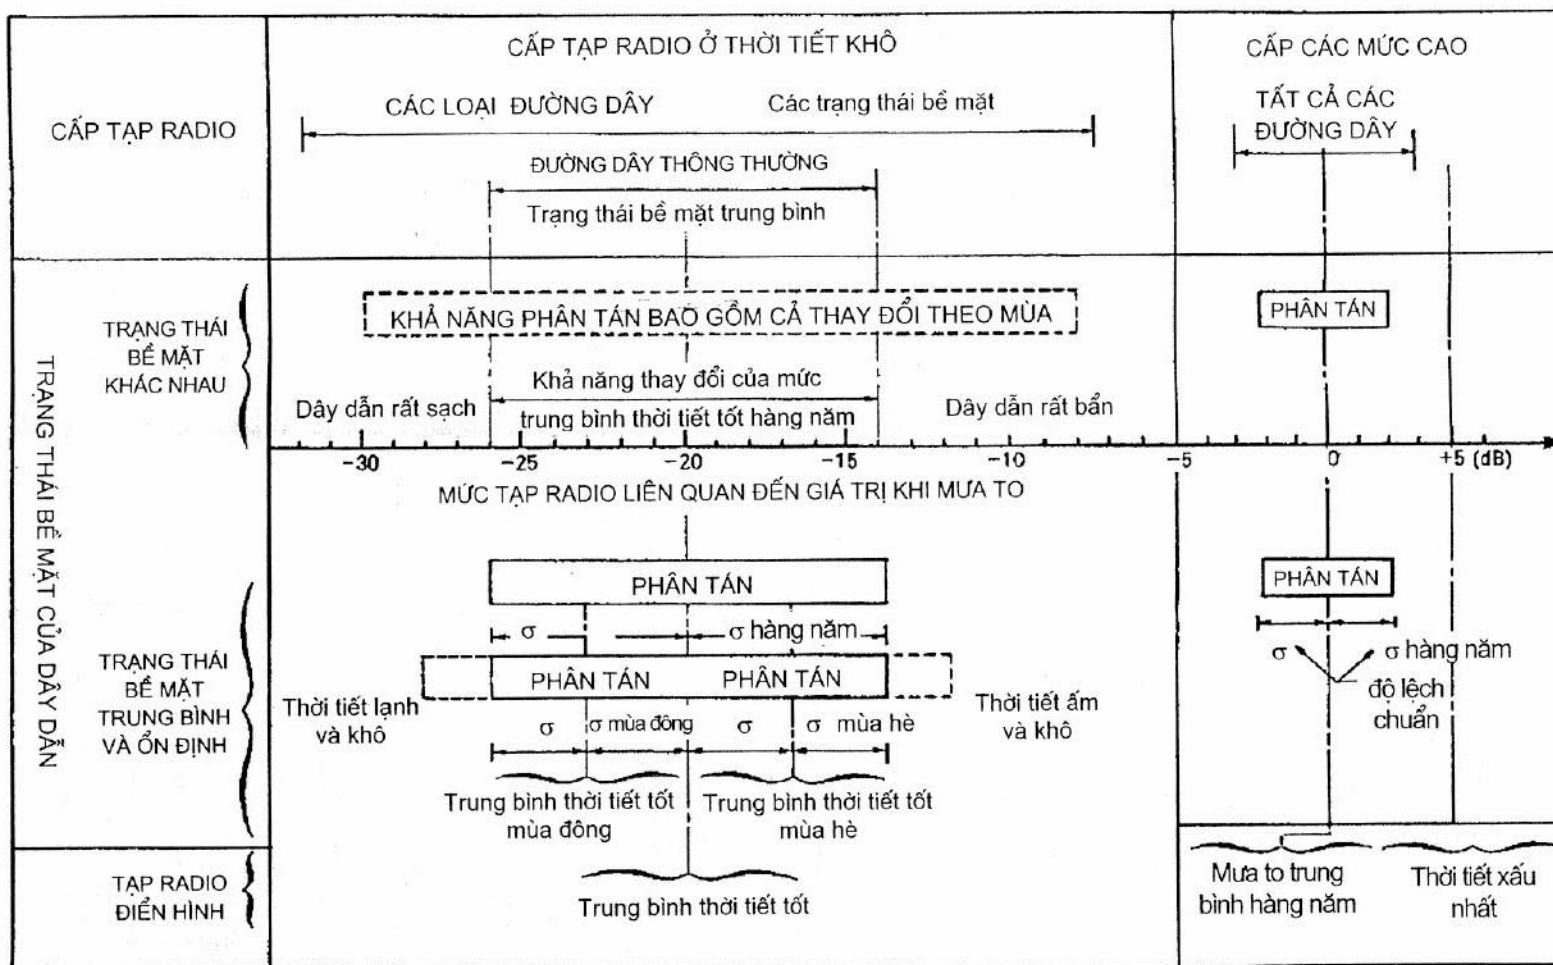 CẤP TẠP RADIO Ở THỜI TIẾT KHÔ
CẤP CÁC MỨC CAO
CẤP TẠP RADIO
CÁC LOẠI ĐƯỜNG DÂY
Các trạng thái bề mặt
TẤT CẢ CÁC
ĐƯỜNG DÂY
ĐƯỜNG DÂY THÔNG THƯỜNG
Trạng thái bề mặt trung bình
TRẠNG THÁI BỀ MẶT CỦA DÂY DẪN
TRẠNG THÁI
BỀ MẶT
KHÁC NHAU
KHẢ NĂNG PHÂN TÁN BAO GỒM CẢ THAY ĐỔI THEO MÙA
PHÂN TÁN
Khả năng thay đổi của mức
trung bình thời tiết tốt hàng năm
Dây dẫn rất sạch
Dây dẫn rất bẩn
−30 −25 −20 −15 −10 −5 0 +5 (dB)
MỨC TẠP RADIO LIÊN QUAN ĐẾN GIÁ TRỊ KHI MƯA TO
TRẠNG THÁI
BỀ MẶT
TRUNG BÌNH
VÀ ỔN ĐỊNH
PHÂN TÁN
PHÂN TÁN
σ
σ hàng năm
PHÂN TÁN
PHÂN TÁN
σ
σ hàng năm
độ lệch
chuẩn
Thời tiết lạnh
và khô
Thời tiết ấm
và khô
σ
σ mùa đông
σ
σ mùa hè
Trung bình thời tiết tốt
mùa đông
Trung bình thời tiết tốt
mùa hè
TẠP RADIO
ĐIỂN HÌNH
Trung bình thời tiết tốt
Mưa to trung
bình hàng năm
Thời tiết xấu
nhất